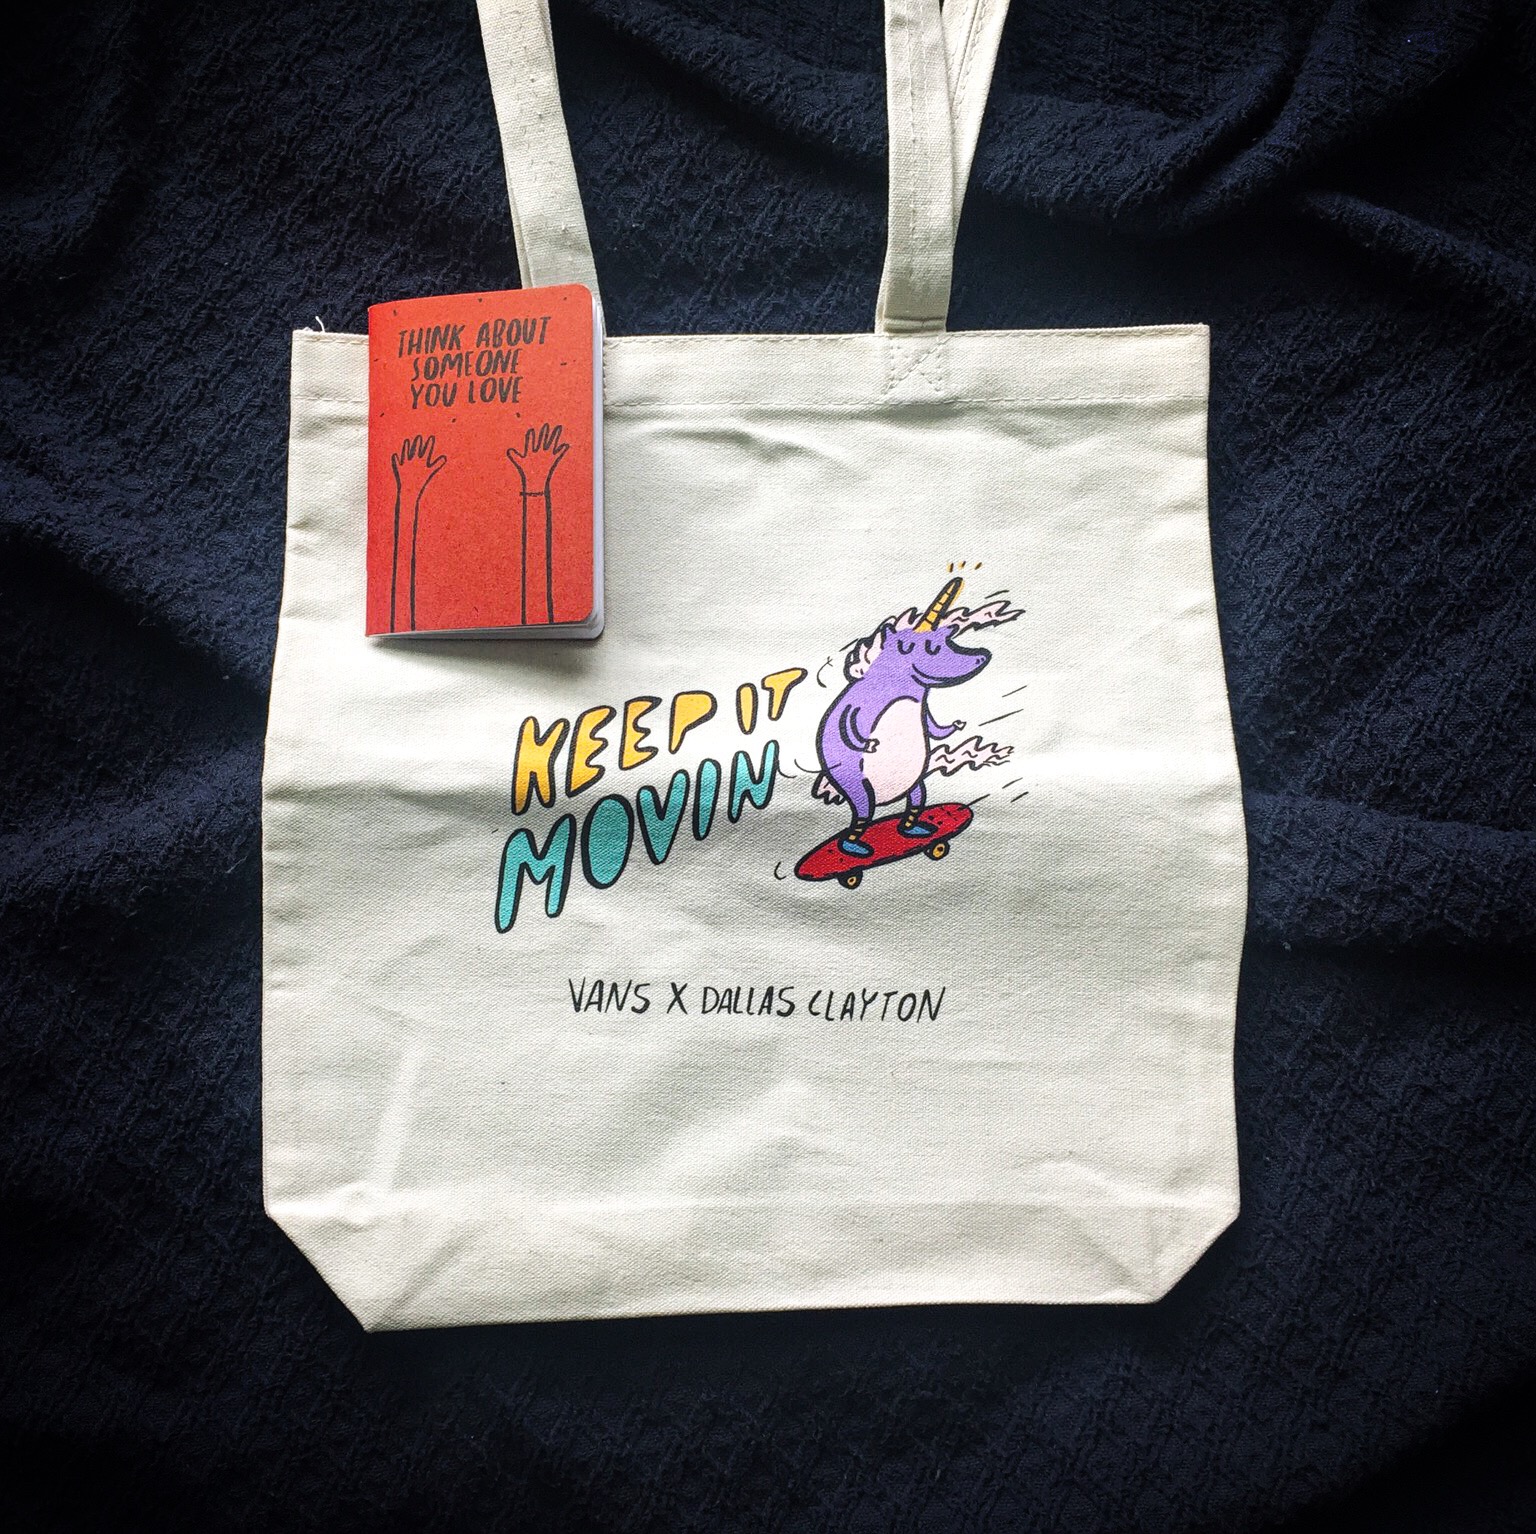 THINK ABOUT
SOMEONE
YOU LOVE
KEEP IT
MOVIN
VANS X DALLAS CLAYTON